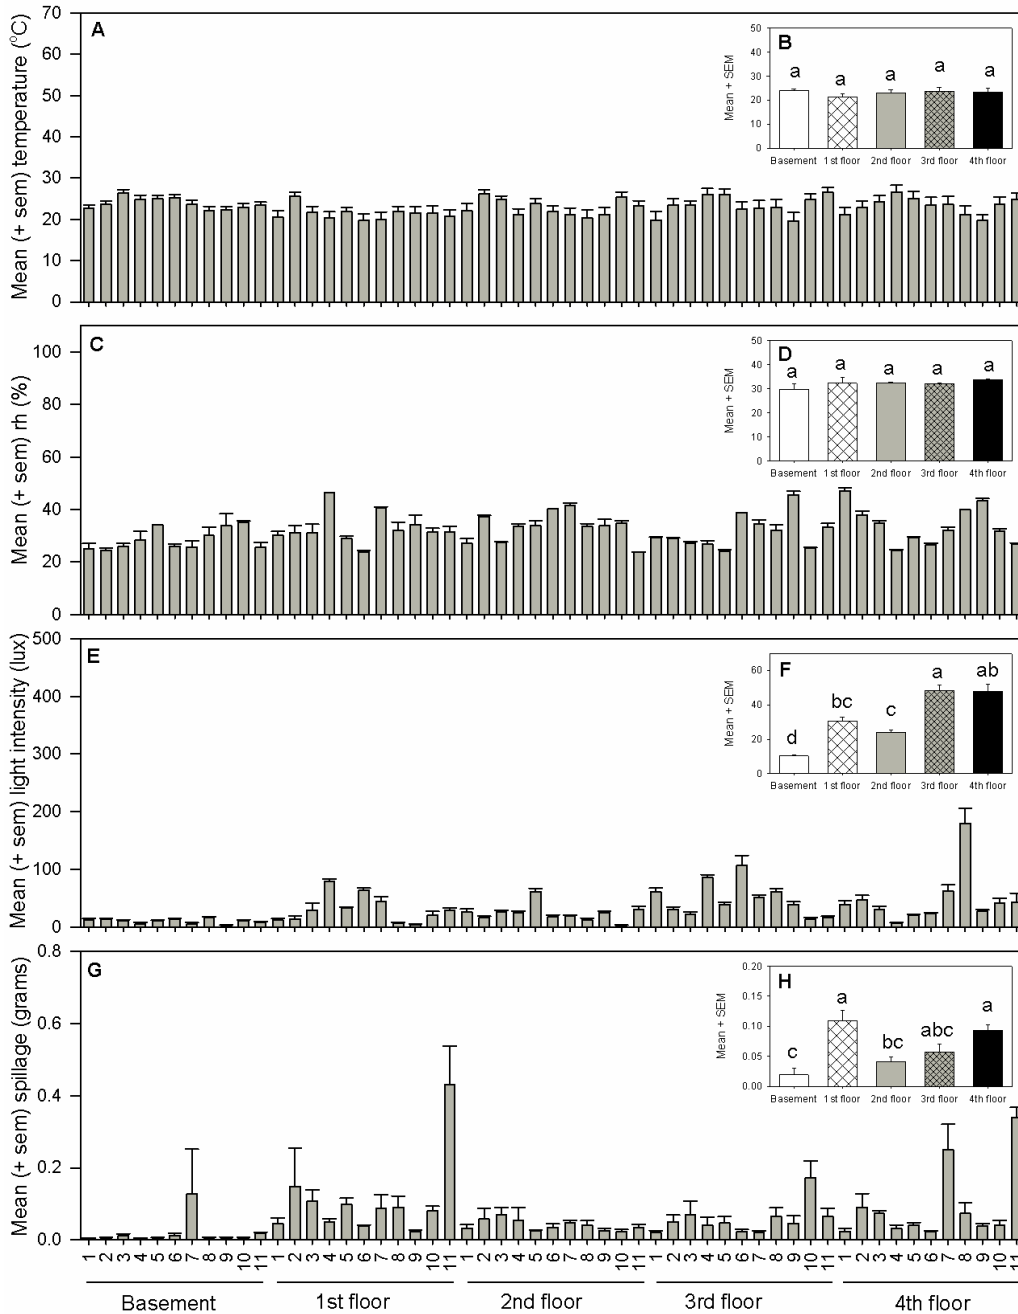 A
Mean (+ sem) temperature (°C)
70
60
50
40
30
20
10
0
B
Mean + SEM
50
40
30
20
10
0
a a a a a
Basement 1st floor 2nd floor 3rd floor 4th floor
C
Mean (+ sem) rh (%)
100
80
60
40
20
0
D
Mean + SEM
50
40
30
20
10
0
a a a a a
Basement 1st floor 2nd floor 3rd floor 4th floor
E
Mean (+ sem) light intensity (lux)
500
400
300
200
100
0
F
Mean + SEM
60
40
20
0
d bc c a ab
Basement 1st floor 2nd floor 3rd floor 4th floor
G
Mean (+ sem) spillage (grams)
0.8
0.6
0.4
0.2
0.0
H
Mean + SEM
0.20
0.15
0.10
0.05
0.00
c a bc abc a
Basement 1st floor 2nd floor 3rd floor 4th floor
1 2 3 4 5 6 7 8 9 10 11 1 2 3 4 5 6 7 8 9 10 11 1 2 3 4 5 6 7 8 9 10 11 1 2 3 4 5 6 7 8 9 10 11 1 2 3 4 5 6 7 8 9 10 11
Basement 1st floor 2nd floor 3rd floor 4th floor